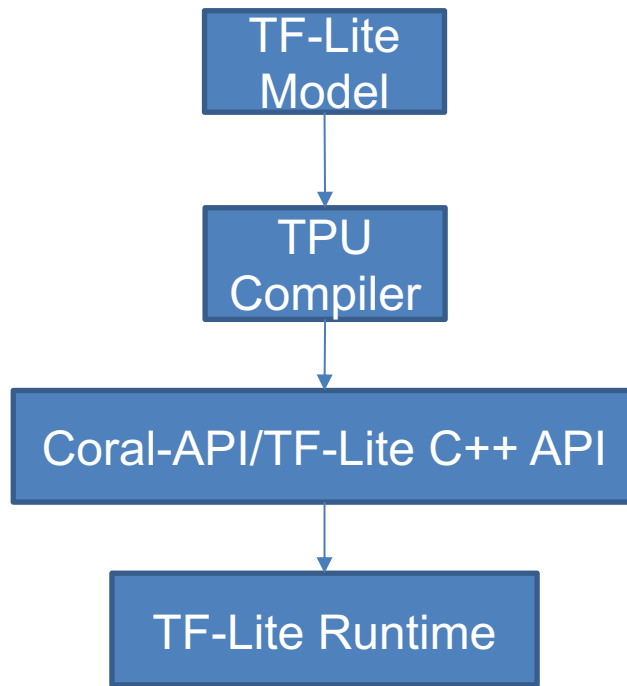 TF-Lite
Model
TPU
Compiler
Coral-API/TF-Lite C++ API
TF-Lite Runtime